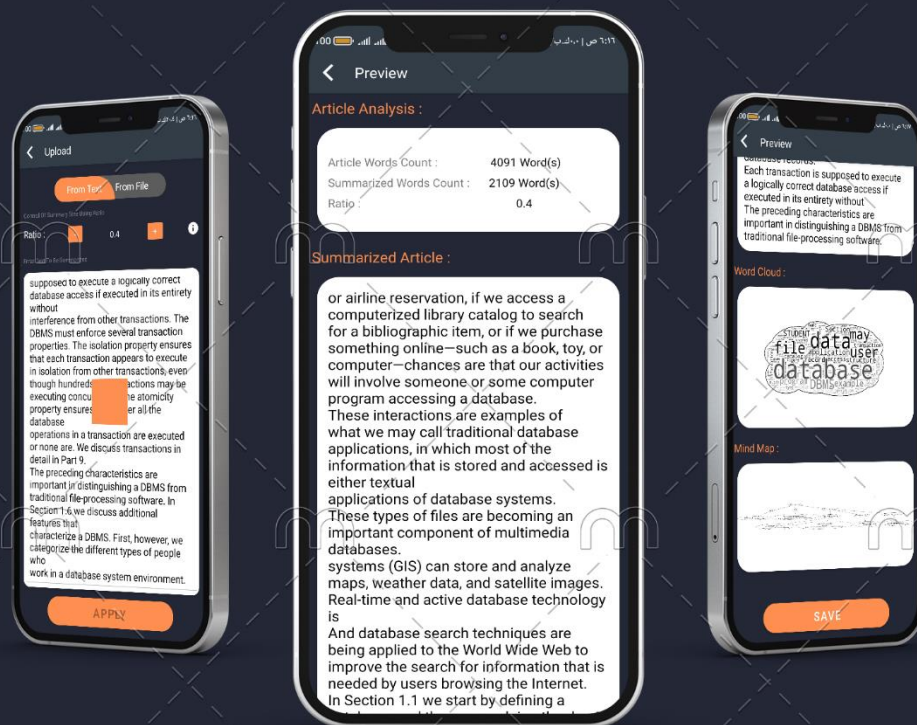 Upload
From Text
From File
Ratio :
0.4
supposed to execute a logically correct
database access if executed in its entirety
without
interference from other transactions. The
DBMS must enforce several transaction
properties. The isolation property ensures
that each transaction appears to execute
in isolation from other transactions, even
though hundreds actions may be
executing concu e atomicity
property ensures er all the
database
operations in a transaction are executed
or none are. We discuss transactions in
detail in Part 9.
The preceding characteristics are
important in distinguishing a DBMS from
traditional file-processing software. In
Section 1.6 we discuss additional
features that
characterize a DBMS. First, however, we
categorize the different types of people
who
work in a database system environment.
APPLY
٦:١٦ ص
Preview
Article Analysis :
Article Words Count : 4091 Word(s)
Summarized Words Count : 2109 Word(s)
Ratio : 0.4
Summarized Article :
or airline reservation, if we access a
computerized library catalog to search
for a bibliographic item, or if we purchase
something online—such as a book, toy, or
computer—chances are that our activities
will involve someone or some computer
program accessing a database.
These interactions are examples of
what we may call traditional database
applications, in which most of the
information that is stored and accessed is
either textual
applications of database systems.
These types of files are becoming an
important component of multimedia
databases.
systems (GIS) can store and analyze
maps, weather data, and satellite images.
Real-time and active database technology
is
And database search techniques are
being applied to the World Wide Web to
improve the search for information that is
needed by users browsing the Internet.
In Section 1.1 we start by defining a
Preview
database records.
Each transaction is supposed to execute
a logically correct database access if
executed in its entirety without
The preceding characteristics are
important in distinguishing a DBMS from
traditional file-processing software.
Word Cloud :
STUDENT Section may
file data user
application
database
DBMS example
Mind Map :
SAVE